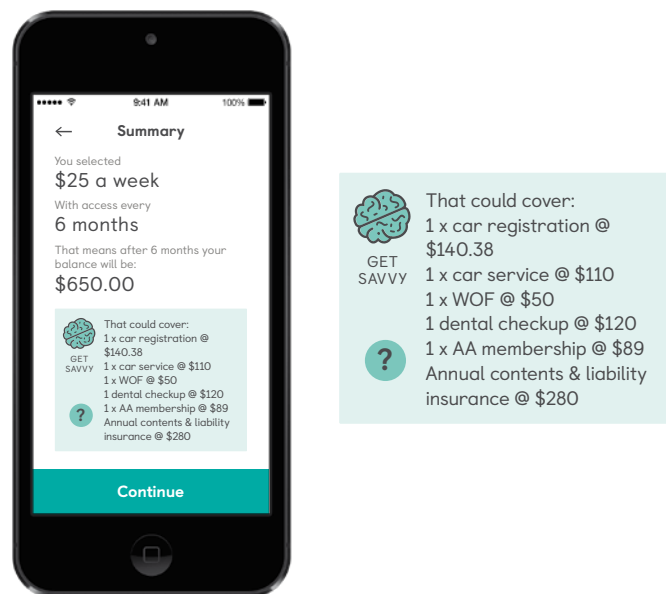 9:41 AM
100%
←
Summary
You selected
$25 a week
With access every
6 months
That means after 6 months your
balance will be:
$650.00
GET
SAVVY
?
That could cover:
1 x car registration @
$140.38
1 x car service @ $110
1 x WOF @ $50
1 dental checkup @ $120
1 x AA membership @ $89
Annual contents & liability
insurance @ $280
Continue
GET
SAVVY
?
That could cover:
1 x car registration @
$140.38
1 x car service @ $110
1 x WOF @ $50
1 dental checkup @ $120
1 x AA membership @ $89
Annual contents & liability
insurance @ $280